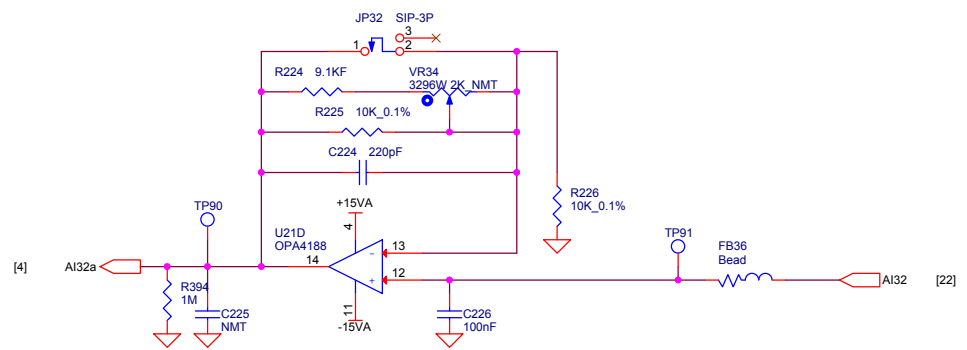 JP32 SIP-3P
3
1 2
R224 9.1KF VR34
3296W 2K_NMT
R225 10K_0.1%
C224 220pF
R226
10K_0.1%
TP90 +15VA
TP91
U21D
OPA4188
4
13
FB36
Bead
[4] AI32a 14 - + 12 AI32 [22]
R394
1M
C225
NMT
11
-15VA
C226
100nF